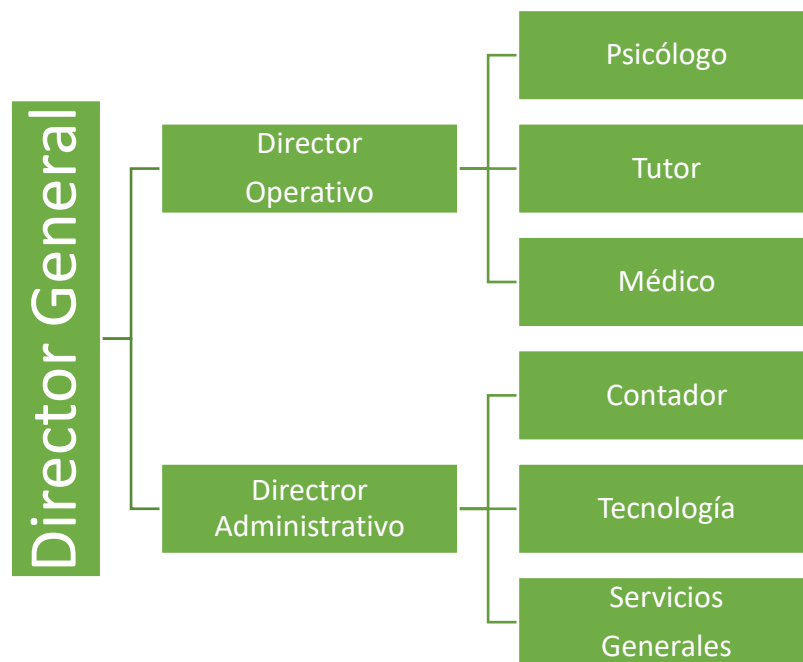 Director General
Director
Operativo
Psicólogo
Tutor
Médico
Directror
Administrativo
Contador
Tecnología
Servicios
Generales